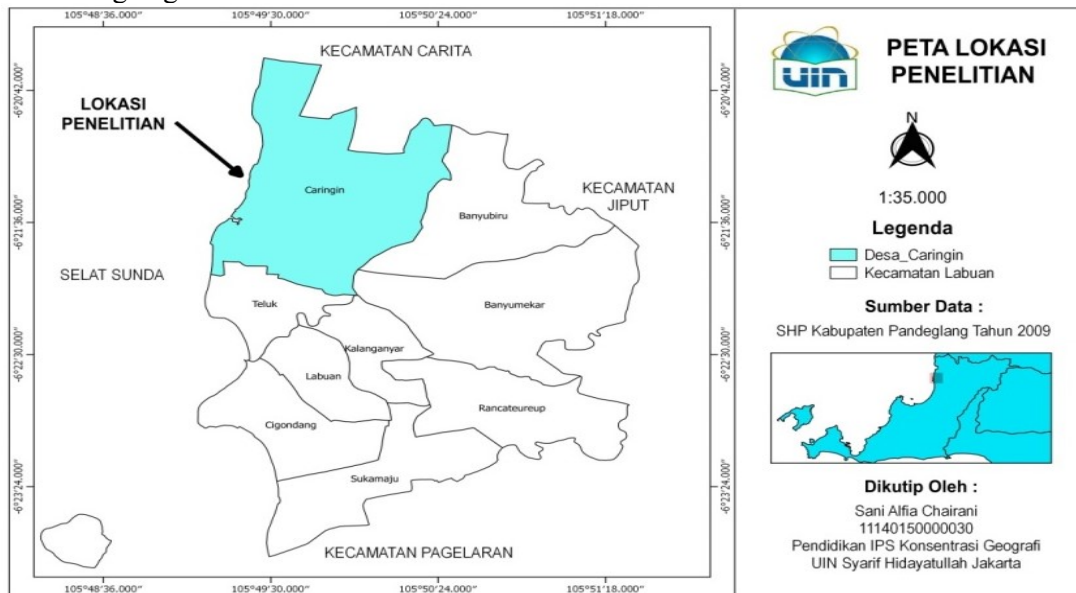 105°48'36.000"
105°49'30.000"
105°50'24.000"
105°51'18.000"
-6°20'42.000"
-6°21'36.000"
-6°22'30.000"
-6°23'24.000"
KECAMATAN CARITA
LOKASI
PENELITIAN
Caringin
KECAMATAN
JIPUT
Banyubiru
SELAT SUNDA
Teluk
Banyumekar
Kalanganyar
Labuan
Rancateureup
Cigondang
Sukamaju
KECAMATAN PAGELARAN
-6°20'42.000"
-6°21'36.000"
-6°22'30.000"
-6°23'24.000"
105°48'36.000"
105°49'30.000"
105°50'24.000"
105°51'18.000"
UIN
PETA LOKASI
PENELITIAN
N
1:35.000
Legenda
Desa_Caringin
Kecamatan Labuan
Sumber Data :
SHP Kabupaten Pandeglang Tahun 2009
Dikutip Oleh :
Sani Alfia Chairani
11140150000030
Pendidikan IPS Konsentrasi Geografi
UIN Syarif Hidayatullah Jakarta